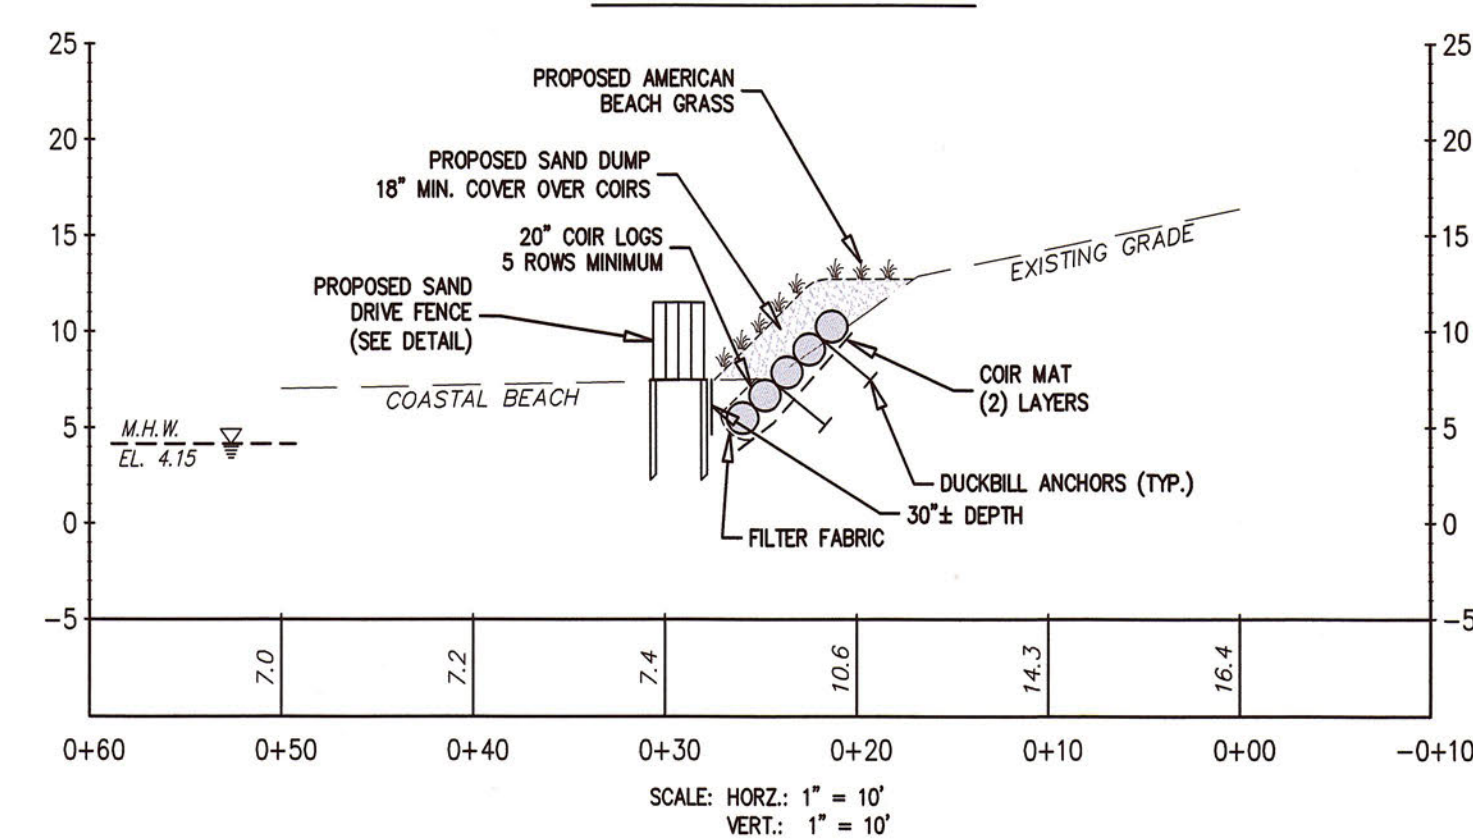 25
20
15
10
5
0
-5
25
20
15
10
5
0
-5
PROPOSED AMERICAN
BEACH GRASS
PROPOSED SAND DUMP
18" MIN. COVER OVER COIRS
20" COIR LOGS
5 ROWS MINIMUM
PROPOSED SAND
DRIVE FENCE
(SEE DETAIL)
EXISTING GRADE
COASTAL BEACH
COIR MAT
(2) LAYERS
M.H.W.
EL. 4.15
DUCKBILL ANCHORS (TYP.)
30"± DEPTH
FILTER FABRIC
7.0
7.2
7.4
10.6
14.3
16.4
0+60
0+50
0+40
0+30
0+20
0+10
0+00
-0+10
SCALE: HORZ.: 1" = 10'
VERT.: 1" = 10'